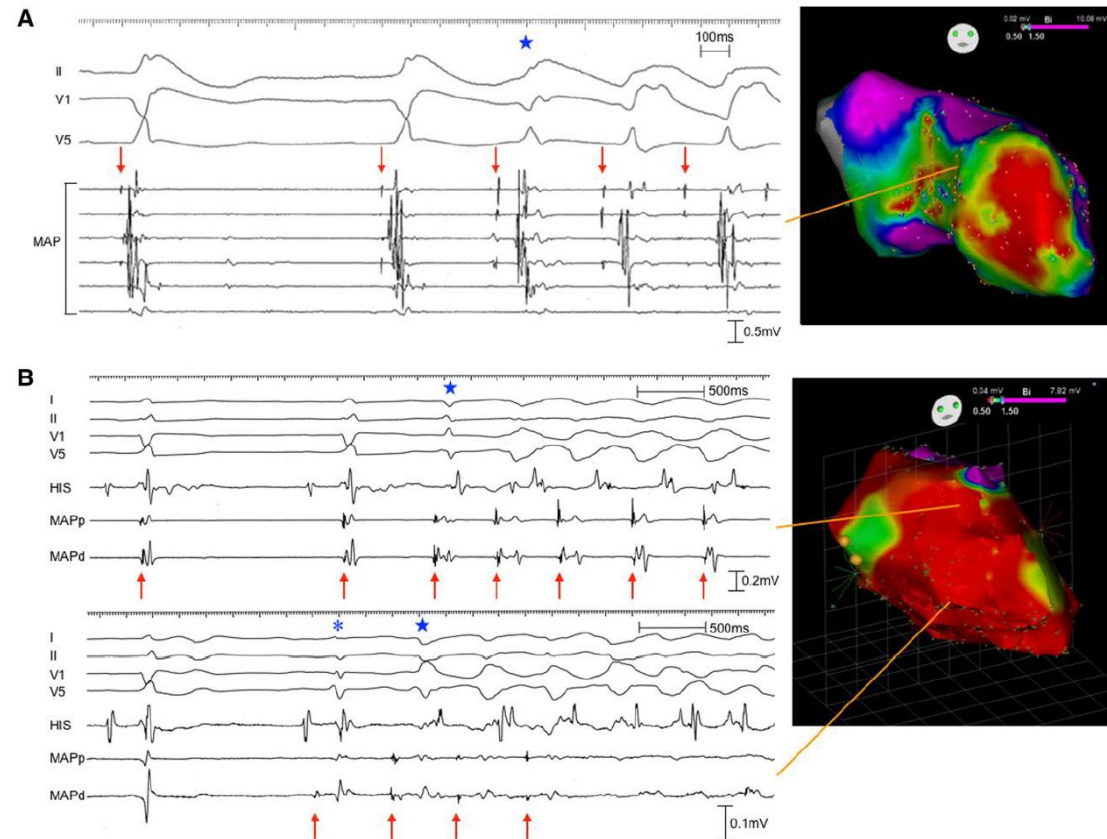 A
★
100ms
II
V1
V5
MAP
0.5mV
0.02 mV Bi 10.08 mV
0.50 1.50
B
★
500ms
I
II
V1
V5
HIS
MAPp
MAPd
0.2mV
0.04 mV Bi 7.82 mV
0.50 1.50
* ★
500ms
I
II
V1
V5
HIS
MAPp
MAPd
0.1mV